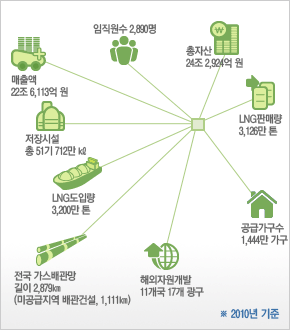 임직원수 2,890명
총자산
24조 2,924억 원
매출액
22조 6,113억 원
LNG판매량
3,126만 톤
저장시설
총 51기 712만 ㎘
LNG도입량
3,200만 톤
공급가구수
1,444만 가구
전국 가스배관망
길이 2,879㎞
(미공급지역 배관건설, 1,111㎞)
해외자원개발
11개국 17개 광구
※ 2010년 기준